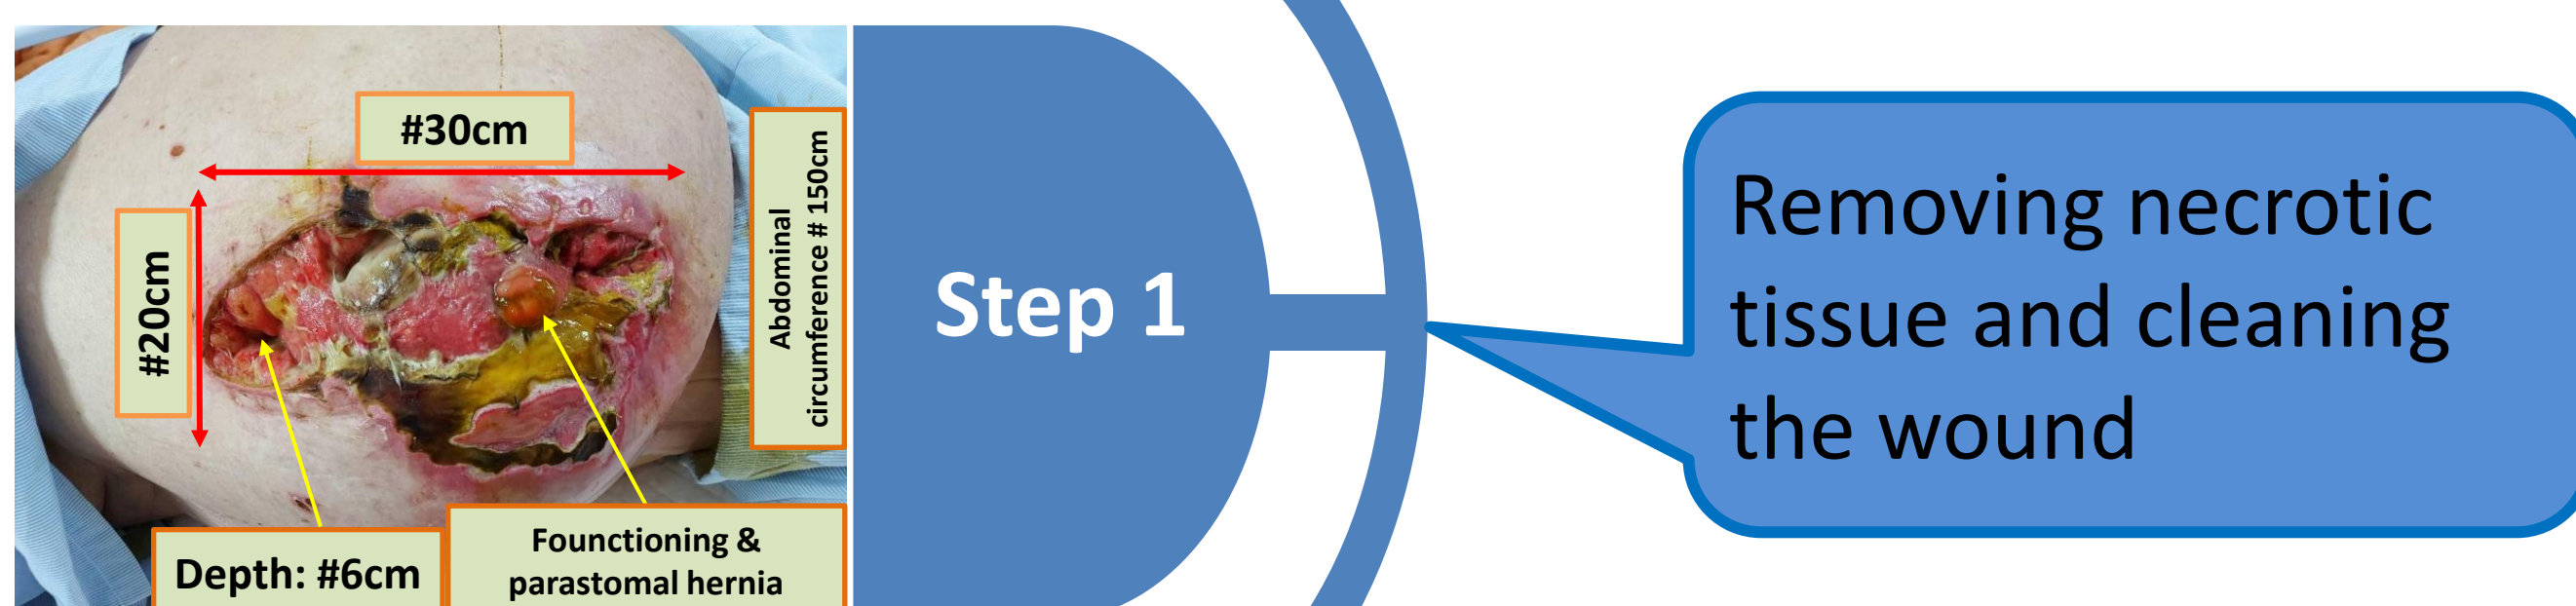 #30cm
#20cm
Abdominal
circumference # 150cm
Depth: #6cm
Founctioning &
parastomal hernia
Step 1
Removing necrotic
tissue and cleaning
the wound